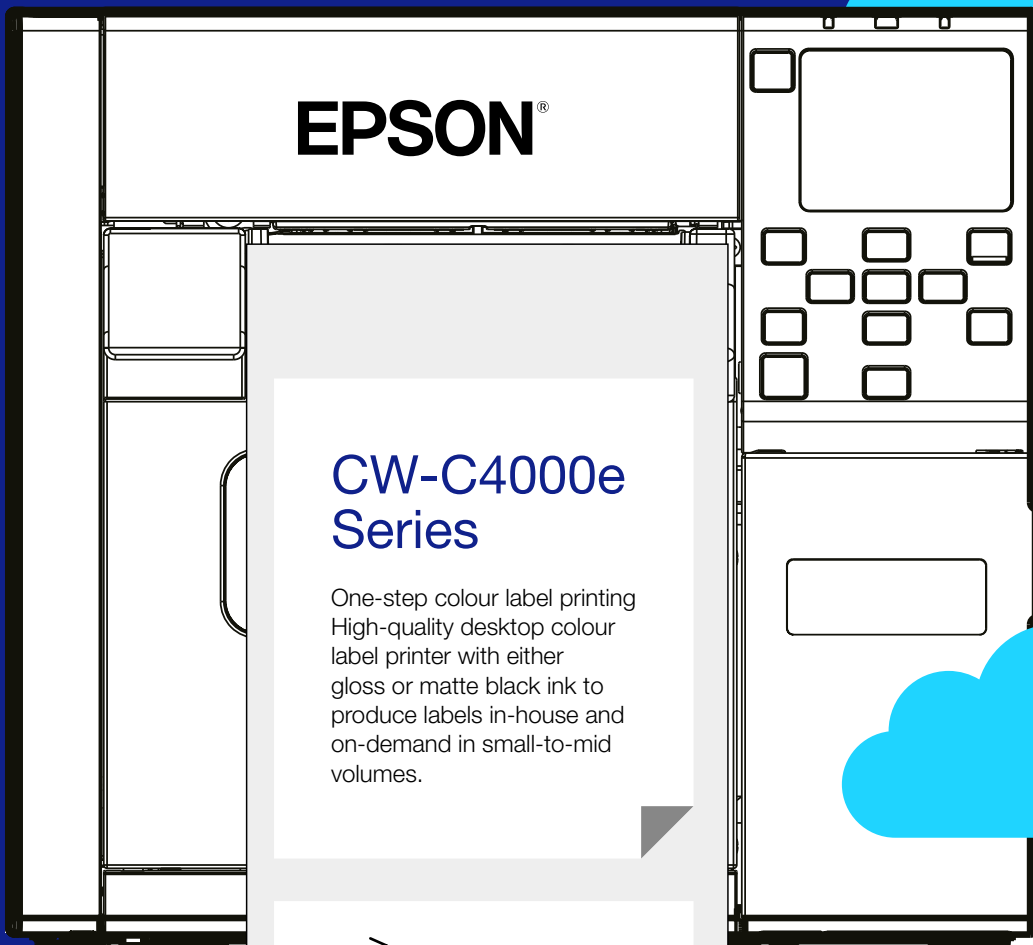 EPSON®
CW-C4000e
Series
One-step colour label printing
High-quality desktop colour
label printer with either
gloss or matte black ink to
produce labels in-house and
on-demand in small-to-mid
volumes.